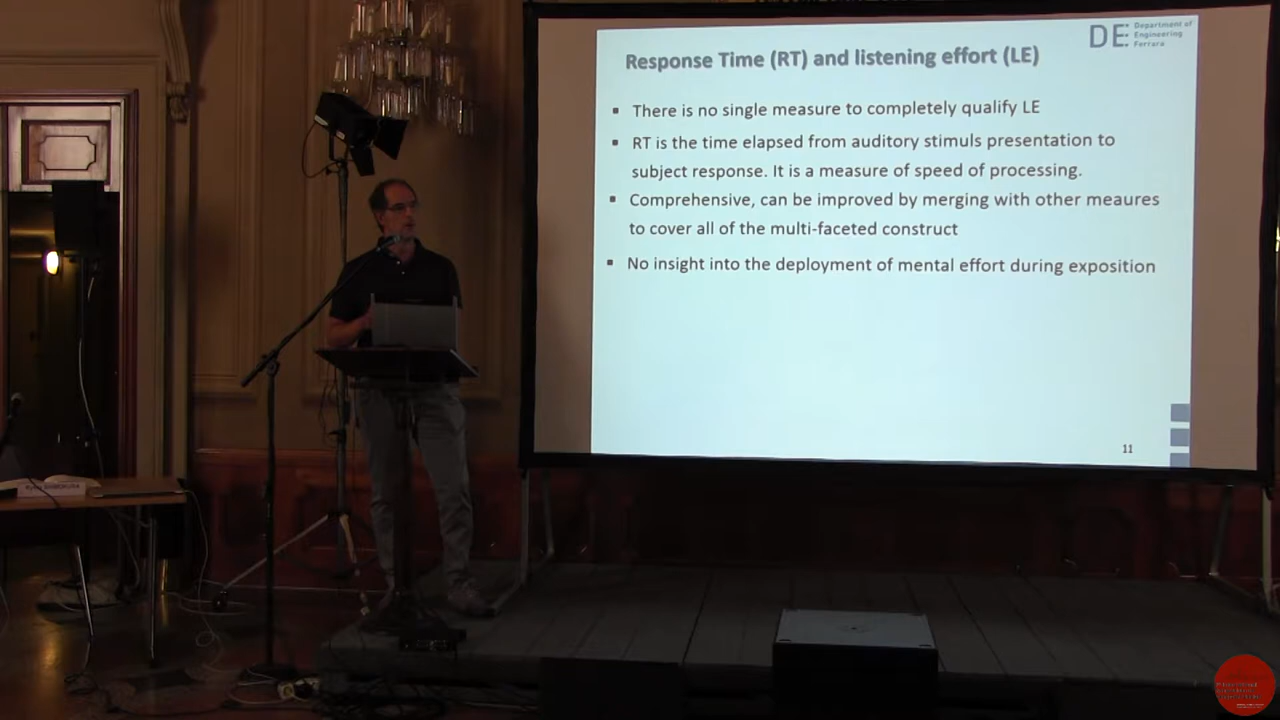 DE
Department of
Engineering
Ferrara
Response Time (RT) and listening effort (LE)
▪ There is no single measure to completely qualify LE
▪ RT is the time elapsed from auditory stimuls presentation to
subject response. It is a measure of speed of processing.
▪ Comprehensive, can be improved by merging with other meaures
to cover all of the multi-faceted construct
▪ No insight into the deployment of mental effort during exposition
11